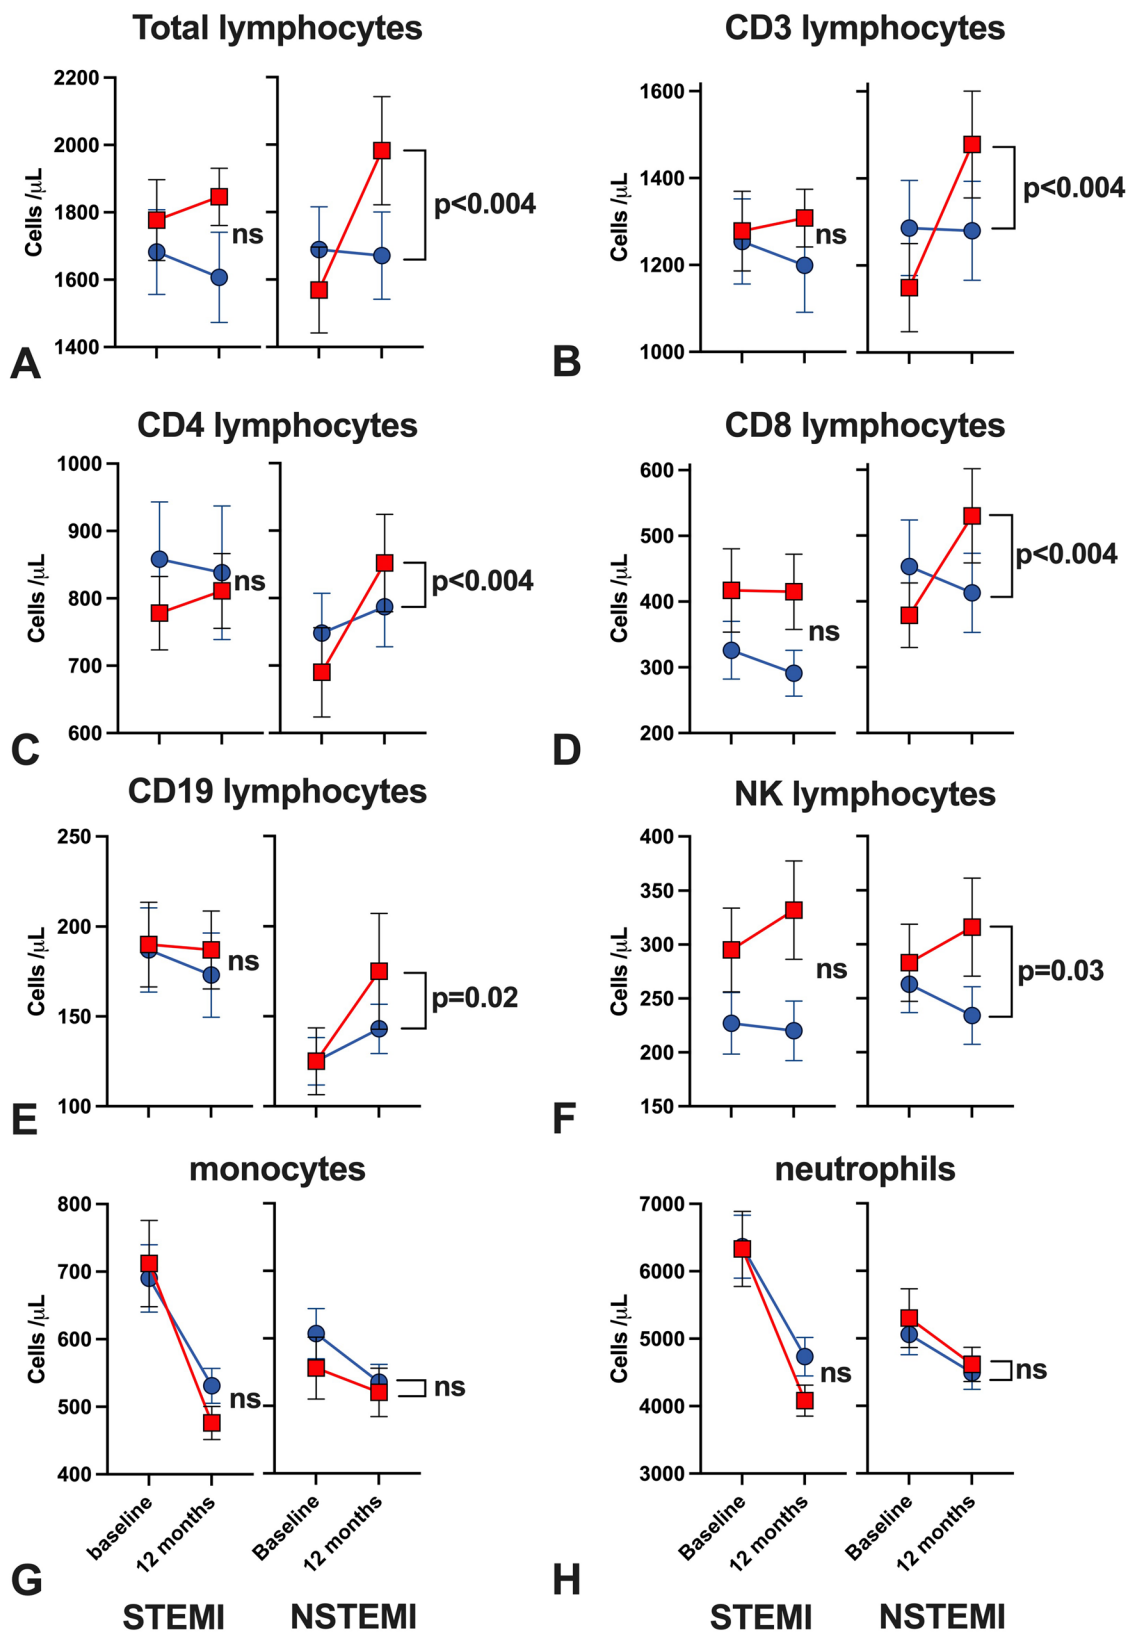 Total lymphocytes
Cells /μL
2200
2000
1800
1600
1400
ns
p<0.004
A
CD3 lymphocytes
Cells /μL
1600
1400
1200
1000
ns
p<0.004
B
CD4 lymphocytes
Cells /μL
1000
900
800
700
600
ns
p<0.004
C
CD8 lymphocytes
Cells /μL
600
500
400
300
200
ns
p<0.004
D
CD19 lymphocytes
Cells /μL
250
200
150
100
ns
p=0.02
E
NK lymphocytes
Cells /μL
400
350
300
250
200
150
ns
p=0.03
F
monocytes
Cells /μL
800
700
600
500
400
ns
ns
baseline
12 months
Baseline
12 months
G
STEMI
NSTEMI
neutrophils
Cells /μL
7000
6000
5000
4000
3000
ns
ns
Baseline
12 months
Baseline
12 months
H
STEMI
NSTEMI